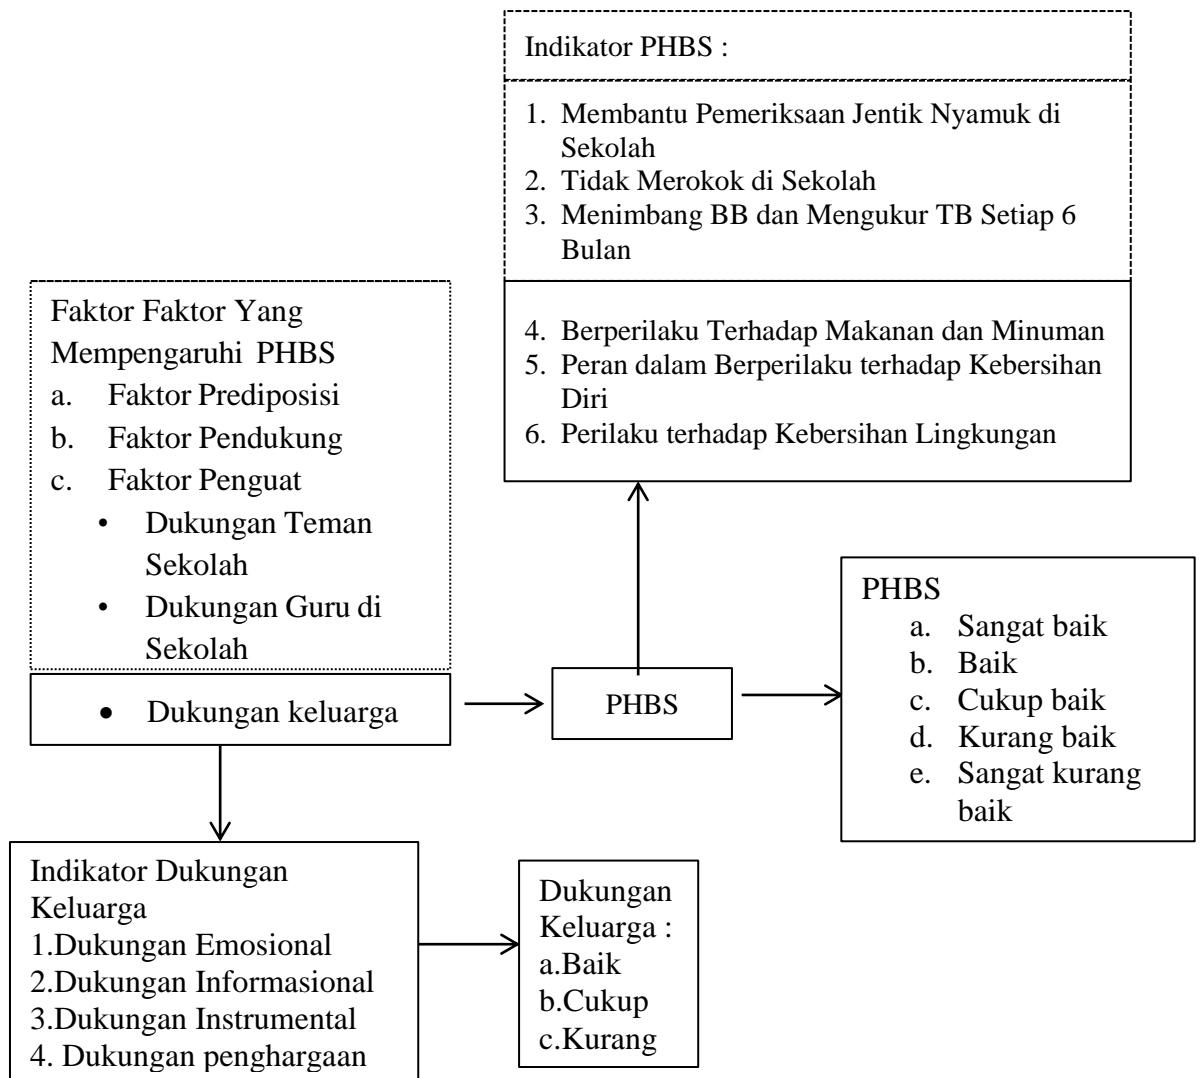 Indikator PHBS :
1. Membantu Pemeriksaan Jentik Nyamuk di
Sekolah
2. Tidak Merokok di Sekolah
3. Menimbang BB dan Mengukur TB Setiap 6
Bulan
4. Berperilaku Terhadap Makanan dan Minuman
5. Peran dalam Berperilaku terhadap Kebersihan
Diri
6. Perilaku terhadap Kebersihan Lingkungan
Faktor Faktor Yang
Mempengaruhi PHBS
a. Faktor Prediposisi
b. Faktor Pendukung
c. Faktor Penguat
• Dukungan Teman
Sekolah
• Dukungan Guru di
Sekolah
• Dukungan keluarga
PHBS
PHBS
a. Sangat baik
b. Baik
c. Cukup baik
d. Kurang baik
e. Sangat kurang
baik
Indikator Dukungan
Keluarga
1.Dukungan Emosional
2.Dukungan Informasional
3.Dukungan Instrumental
4. Dukungan penghargaan
Dukungan
Keluarga :
a.Baik
b.Cukup
c.Kurang